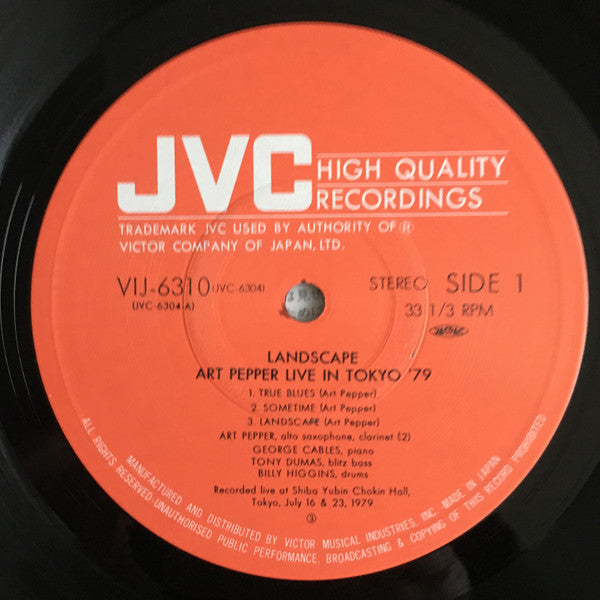 JVC
HIGH QUALITY
RECORDINGS
TRADEMARK JVC USED BY AUTHORITY OF ®
VICTOR COMPANY OF JAPAN, LTD.
VIJ-6310 (JVC-6304)
(JVC-6304-A)
STEREO SIDE 1
33 1/3 RPM
LANDSCAPE
ART PEPPER LIVE IN TOKYO '79
1. TRUE BLUES (Art Pepper)
2. SOMETIME (Art Pepper)
3. LANDSCAPE (Art Pepper)
ART PEPPER, alto saxophone, clarinet (2)
GEORGE CABLES, piano
TONY DUMAS, blitz bass
BILLY HIGGINS, drums
Recorded live at Shiba Yubin Chokin Hall,
Tokyo, July 16 & 23, 1979
③
MANUFACTURED AND DISTRIBUTED BY VICTOR MUSICAL INDUSTRIES, INC. MADE IN JAPAN
ALL RIGHTS RESERVED-UNAUTHORISED PUBLIC PERFORMANCE, BROADCASTING & COPYING OF THIS RECORD PROHIBITED